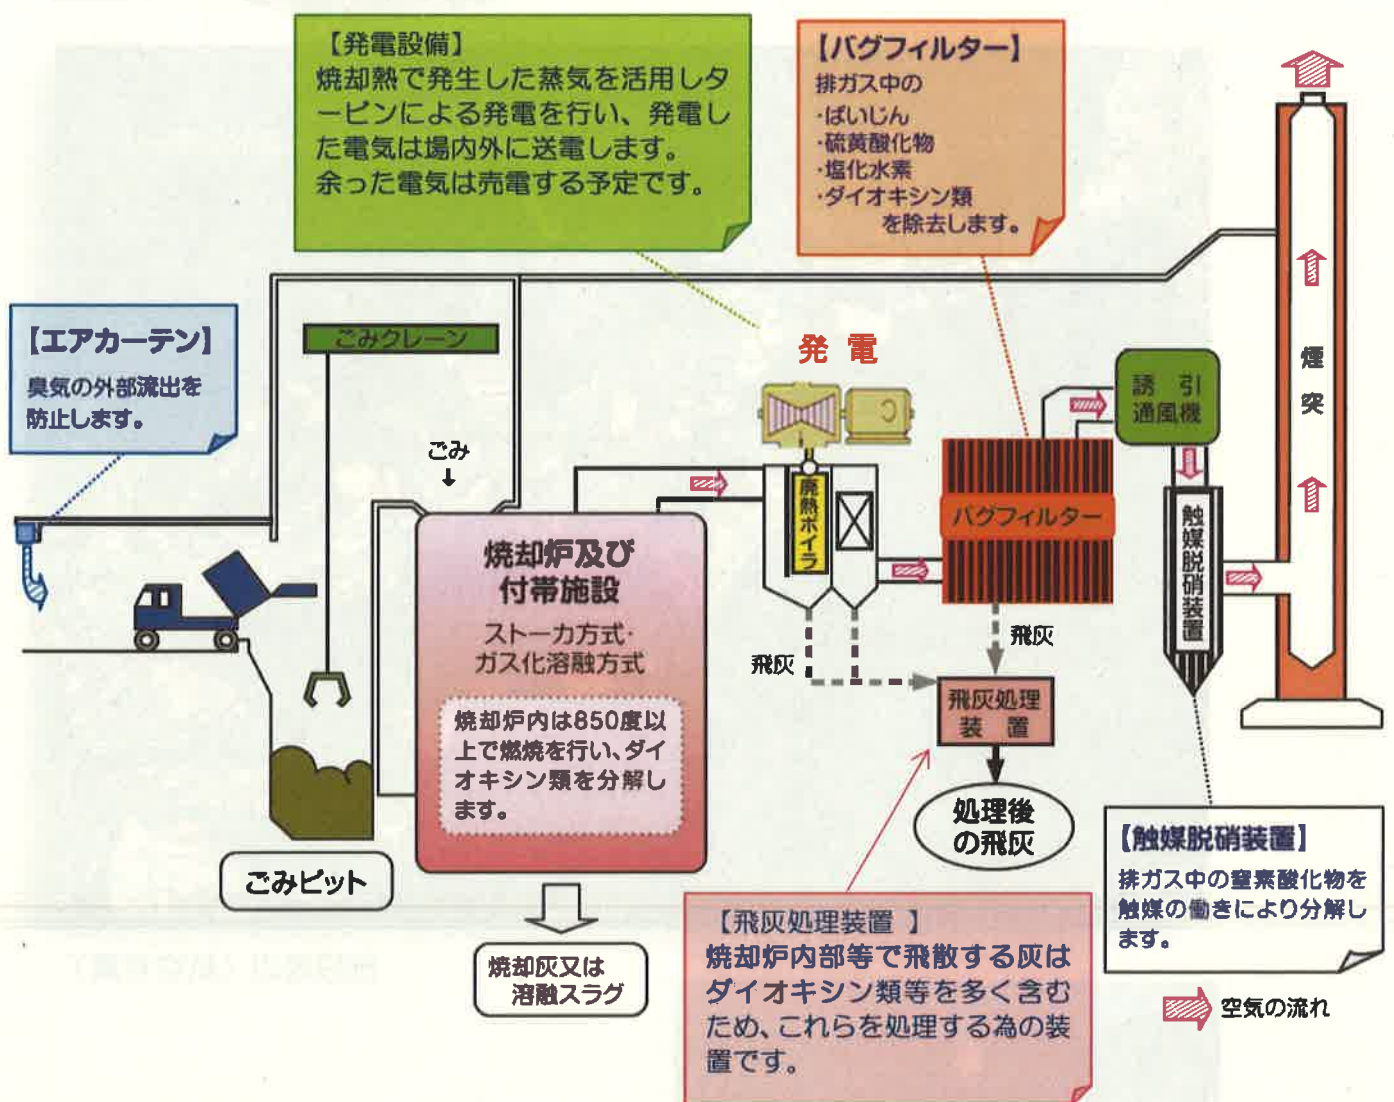 【発電設備】
焼却熱で発生した蒸気を活用しタ
ービンによる発電を行い、発電し
た電気は場内外に送電します。
余った電気は売電する予定です。
【バグフィルター】
排ガス中の
・ばいじん
・硫黄酸化物
・塩化水素
・ダイオキシン類
を除去します。
【エアカーテン】
臭気の外部流出を
防止します。
ごみクレーン
ごみ
↓
発電
廃熱ボイラ
バグフィルター
誘引
通風機
触媒脱硝装置
煙突
焼却炉及び
付帯施設
ストーカ方式・
ガス化溶融方式
焼却炉内は850度以
上で燃焼を行い、ダイ
オキシン類を分解し
ます。
飛灰
飛灰
飛灰処理
装置
処理後
の飛灰
ごみピット
焼却灰又は
溶融スラグ
【飛灰処理装置 】
焼却炉内部等で飛散する灰は
ダイオキシン類等を多く含む
ため、これらを処理する為の装
置です。
【触媒脱硝装置】
排ガス中の窒素酸化物を
触媒の働きにより分解し
ます。
空気の流れ